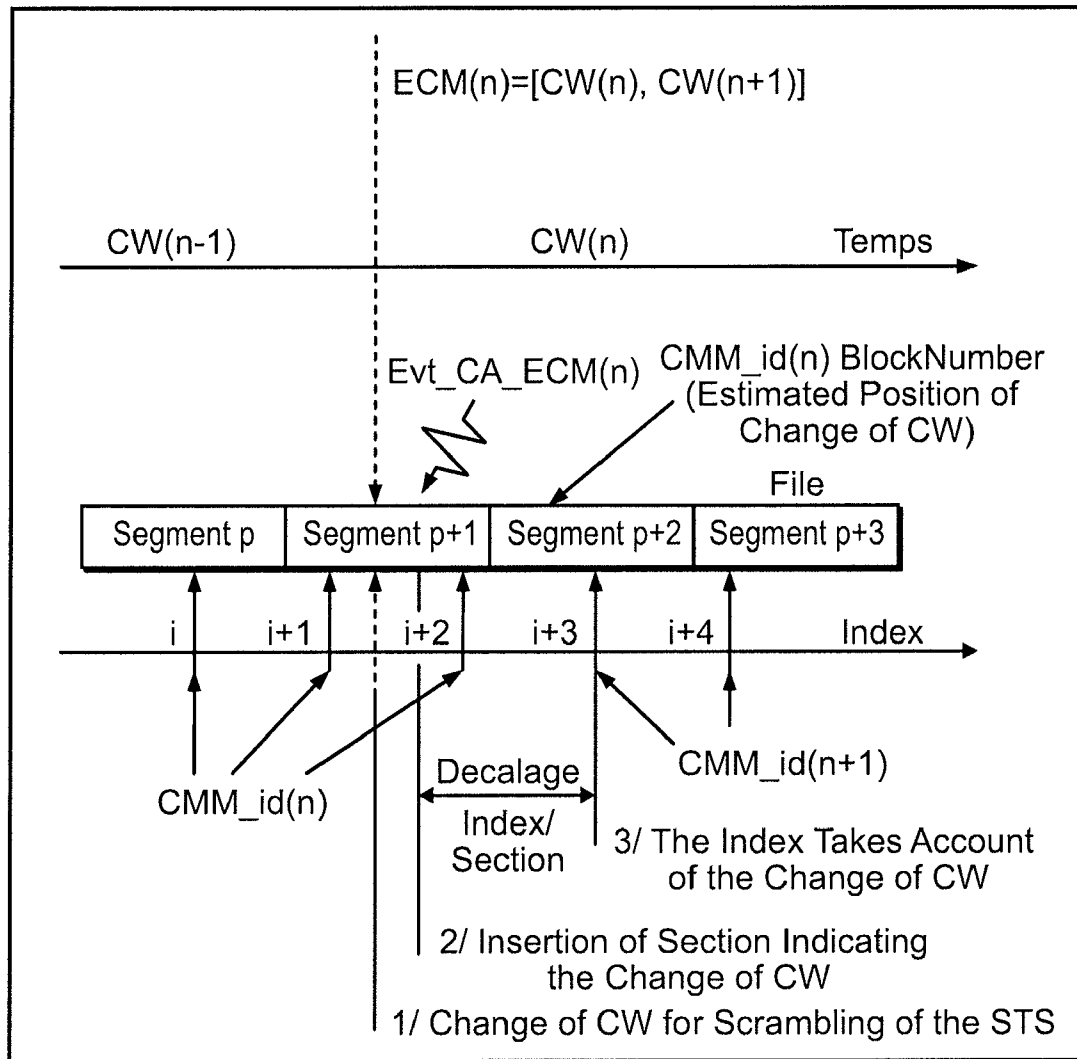 ECM(n)=[CW(n), CW(n+1)]
CW(n-1)
CW(n)
Temps
Evt_CA_ECM(n)
CMM_id(n) BlockNumber
(Estimated Position of
Change of CW)
File
Segment p
Segment p+1
Segment p+2
Segment p+3
i
i+1
i+2
i+3
i+4
Index
CMM_id(n)
Decalage
Index/
Section
CMM_id(n+1)
3/ The Index Takes Account
of the Change of CW
2/ Insertion of Section Indicating
the Change of CW
1/ Change of CW for Scrambling of the STS